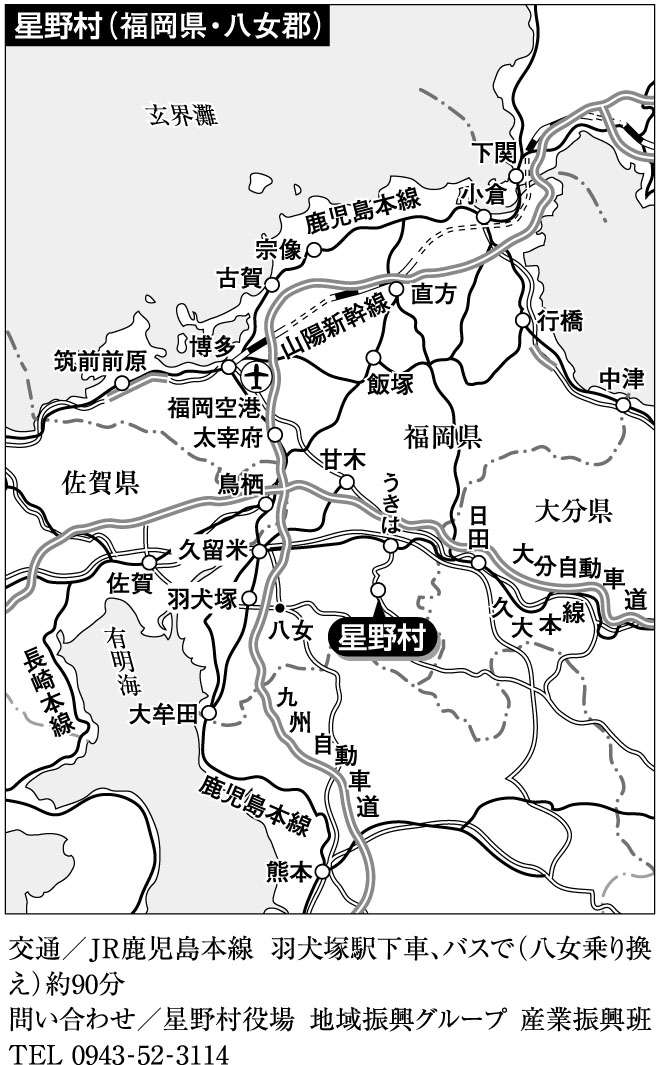 星野村（福岡県・八女郡）
玄界灘
下関
小倉
鹿児島本線
宗像
古賀
直方
山陽新幹線
行橋
博多
筑前前原
飯塚
中津
福岡空港
太宰府
福岡県
甘木
佐賀県
鳥栖
うきは
日田
大分県
久留米
佐賀
大分自動車道
羽犬塚
八女
星野村
久大本線
有明海
長崎本線
大牟田
九州自動車道
鹿児島本線
熊本
交通／JR鹿児島本線 羽犬塚駅下車、バスで（八女乗り換
え）約90分
問い合わせ／星野村役場 地域振興グループ 産業振興班
TEL 0943-52-3114